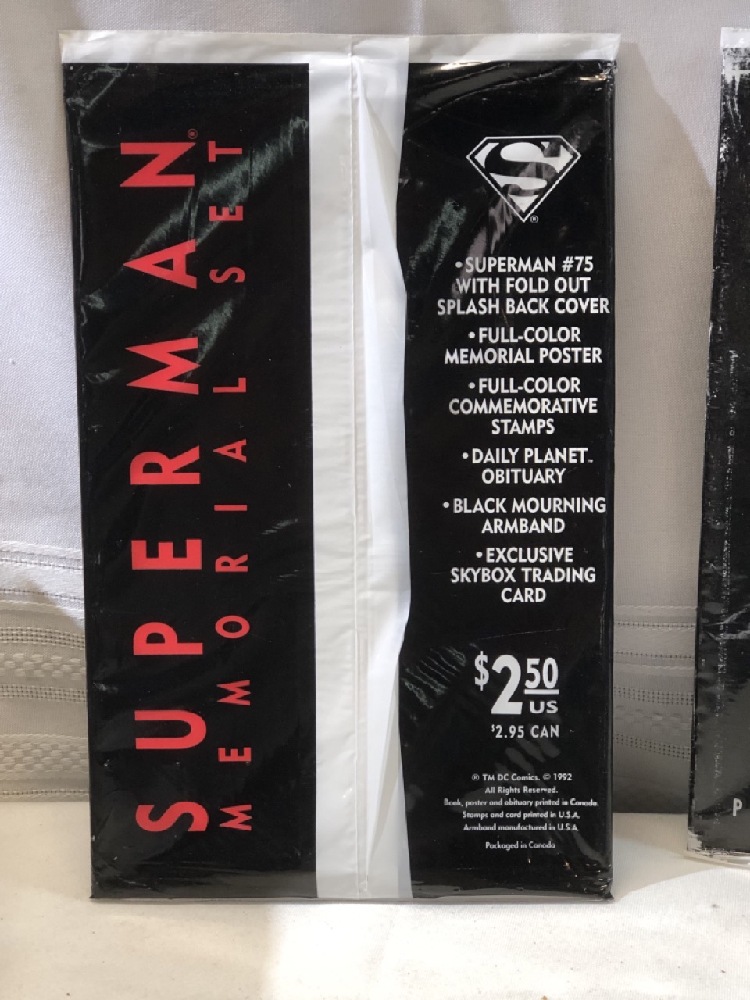 SUPERMAN®
MEMORIAL SET
S
®
• SUPERMAN #75
WITH FOLD OUT
SPLASH BACK COVER
• FULL-COLOR
MEMORIAL POSTER
• FULL-COLOR
COMMEMORATIVE
STAMPS
• DAILY PLANET™
OBITUARY
• BLACK MOURNING
ARMBAND
• EXCLUSIVE
SKYBOX TRADING
CARD
$2.50
US
$2.95 CAN
® TM DC Comics. © 1992
All Rights Reserved.
Book, poster and obituary printed in Canada
Stamps and card printed in U.S.A.
Armband manufactured in U.S.A.
Packaged in Canada
P